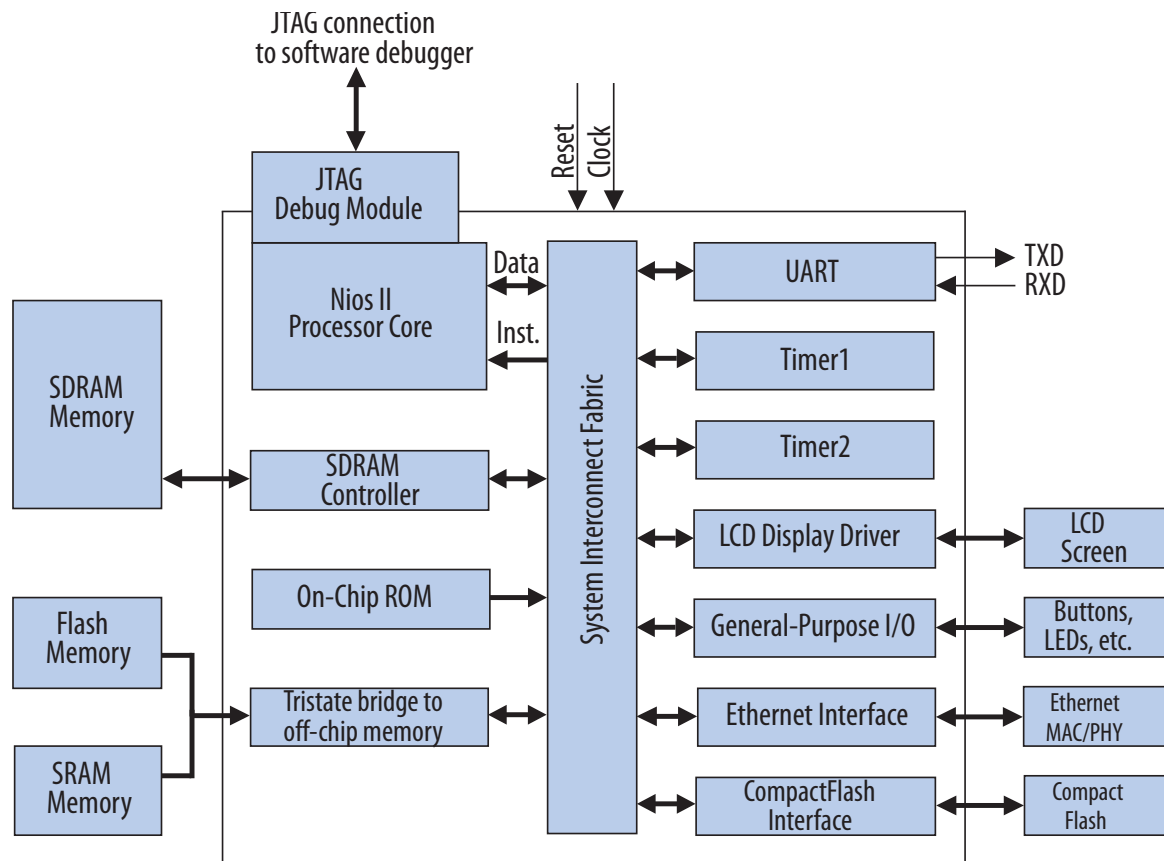 JTAG connection
to software debugger
Reset
Clock
JTAG
Debug Module
Nios II
Processor Core
Data
Inst.
System Interconnect Fabric
UART
TXD
RXD
Timer1
Timer2
SDRAM
Memory
SDRAM
Controller
LCD Display Driver
LCD
Screen
On-Chip ROM
General-Purpose I/O
Buttons,
LEDs, etc.
Flash
Memory
Tristate bridge to
off-chip memory
Ethernet Interface
Ethernet
MAC/PHY
SRAM
Memory
CompactFlash
Interface
Compact
Flash